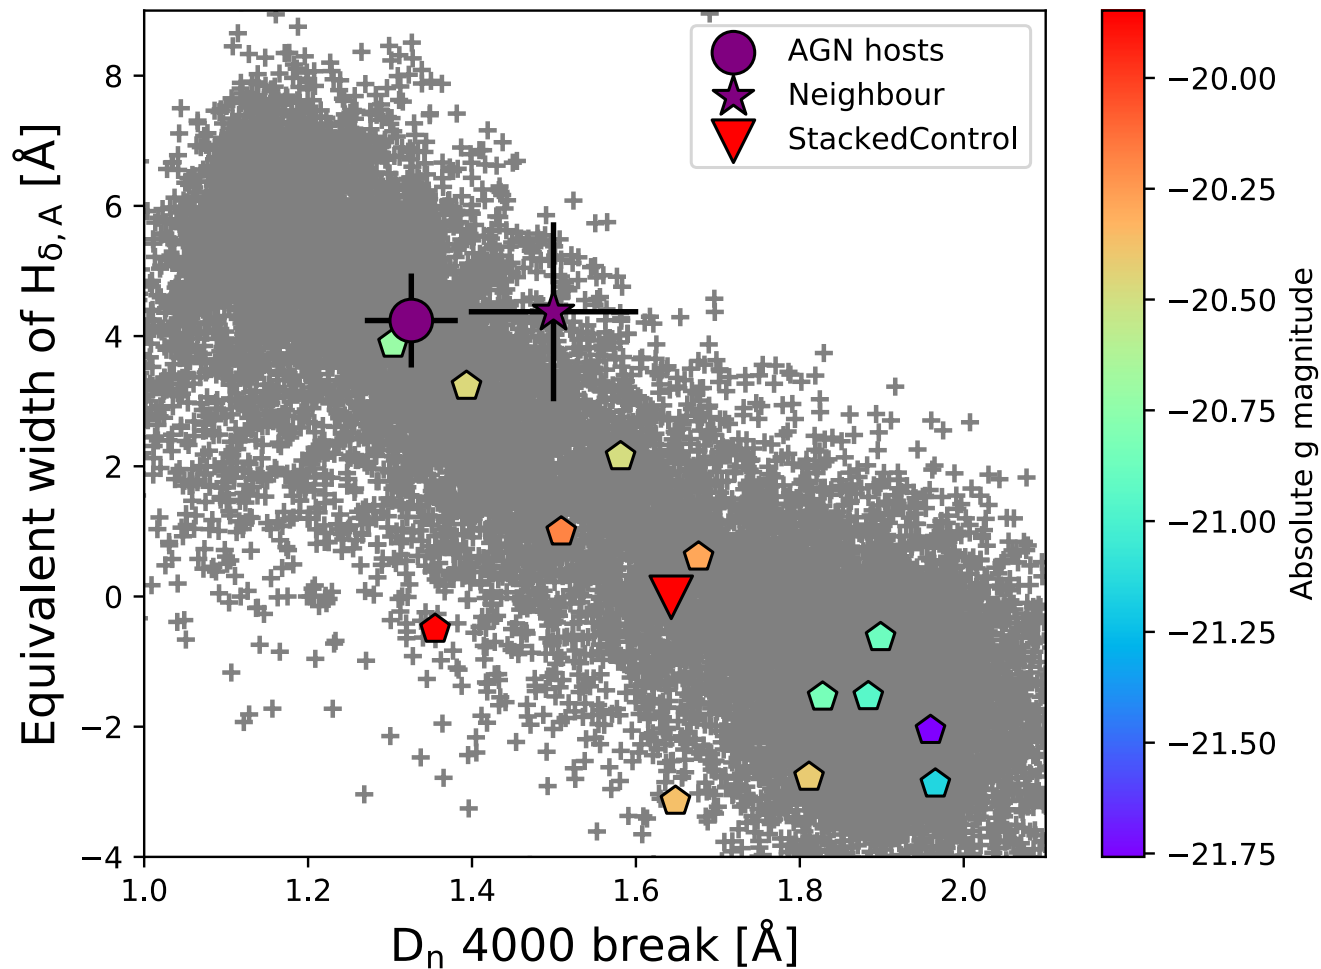 AGN hosts
Neighbour
StackedControl
8
6
4
2
0
−2
−4
1.0 1.2 1.4 1.6 1.8 2.0
Dₙ 4000 break [Å]
Equivalent width of H_δ,A [Å]
−20.00
−20.25
−20.50
−20.75
−21.00
−21.25
−21.50
−21.75
Absolute g magnitude